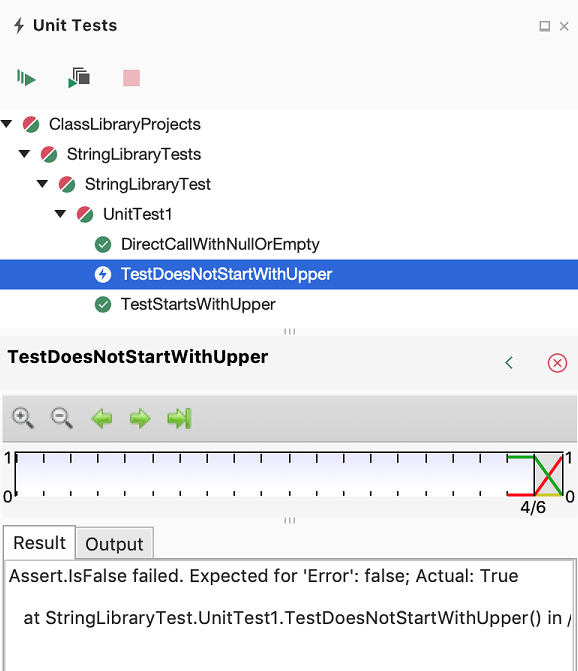 Unit Tests
ClassLibraryProjects
StringLibraryTests
StringLibraryTest
UnitTest1
DirectCallWithNullOrEmpty
TestDoesNotStartWithUpper
TestStartsWithUpper
TestDoesNotStartWithUpper
1 1
0 0
4/6
Result Output
Assert.IsFalse failed. Expected for 'Error': false; Actual: True
at StringLibraryTest.UnitTest1.TestDoesNotStartWithUpper() in /